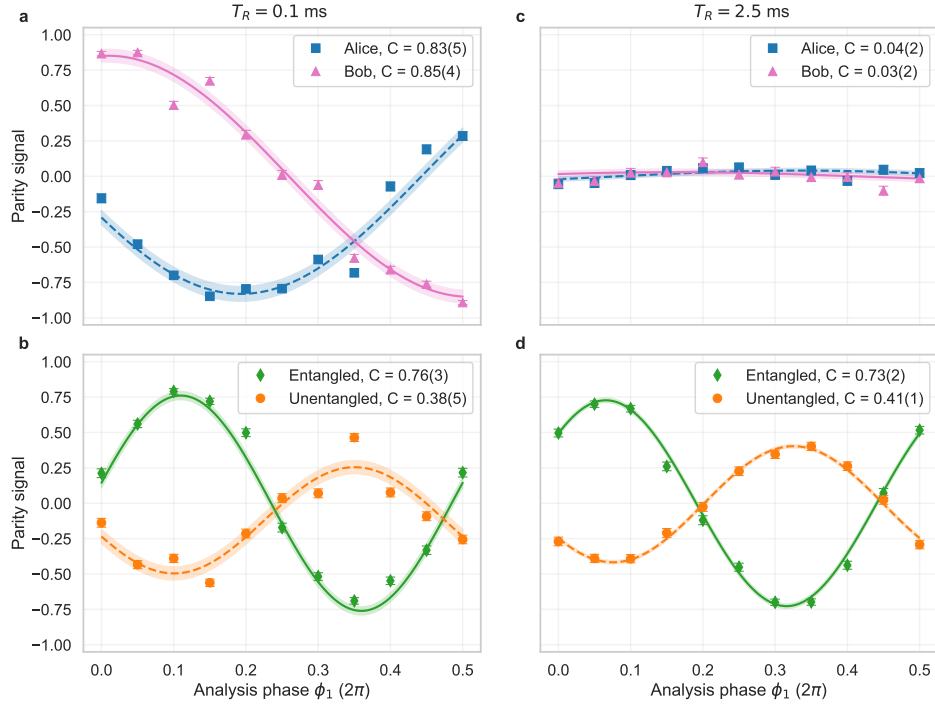 a
T_R = 0.1 ms
Parity signal
1.00
0.75
0.50
0.25
0.00
−0.25
−0.50
−0.75
−1.00
Alice, C = 0.83(5)
Bob, C = 0.85(4)
c
T_R = 2.5 ms
Alice, C = 0.04(2)
Bob, C = 0.03(2)
b
Parity signal
1.00
0.75
0.50
0.25
0.00
−0.25
−0.50
−0.75
−1.00
Entangled, C = 0.76(3)
Unentangled, C = 0.38(5)
0.0 0.1 0.2 0.3 0.4 0.5
Analysis phase ϕ₁ (2π)
d
Entangled, C = 0.73(2)
Unentangled, C = 0.41(1)
0.0 0.1 0.2 0.3 0.4 0.5
Analysis phase ϕ₁ (2π)